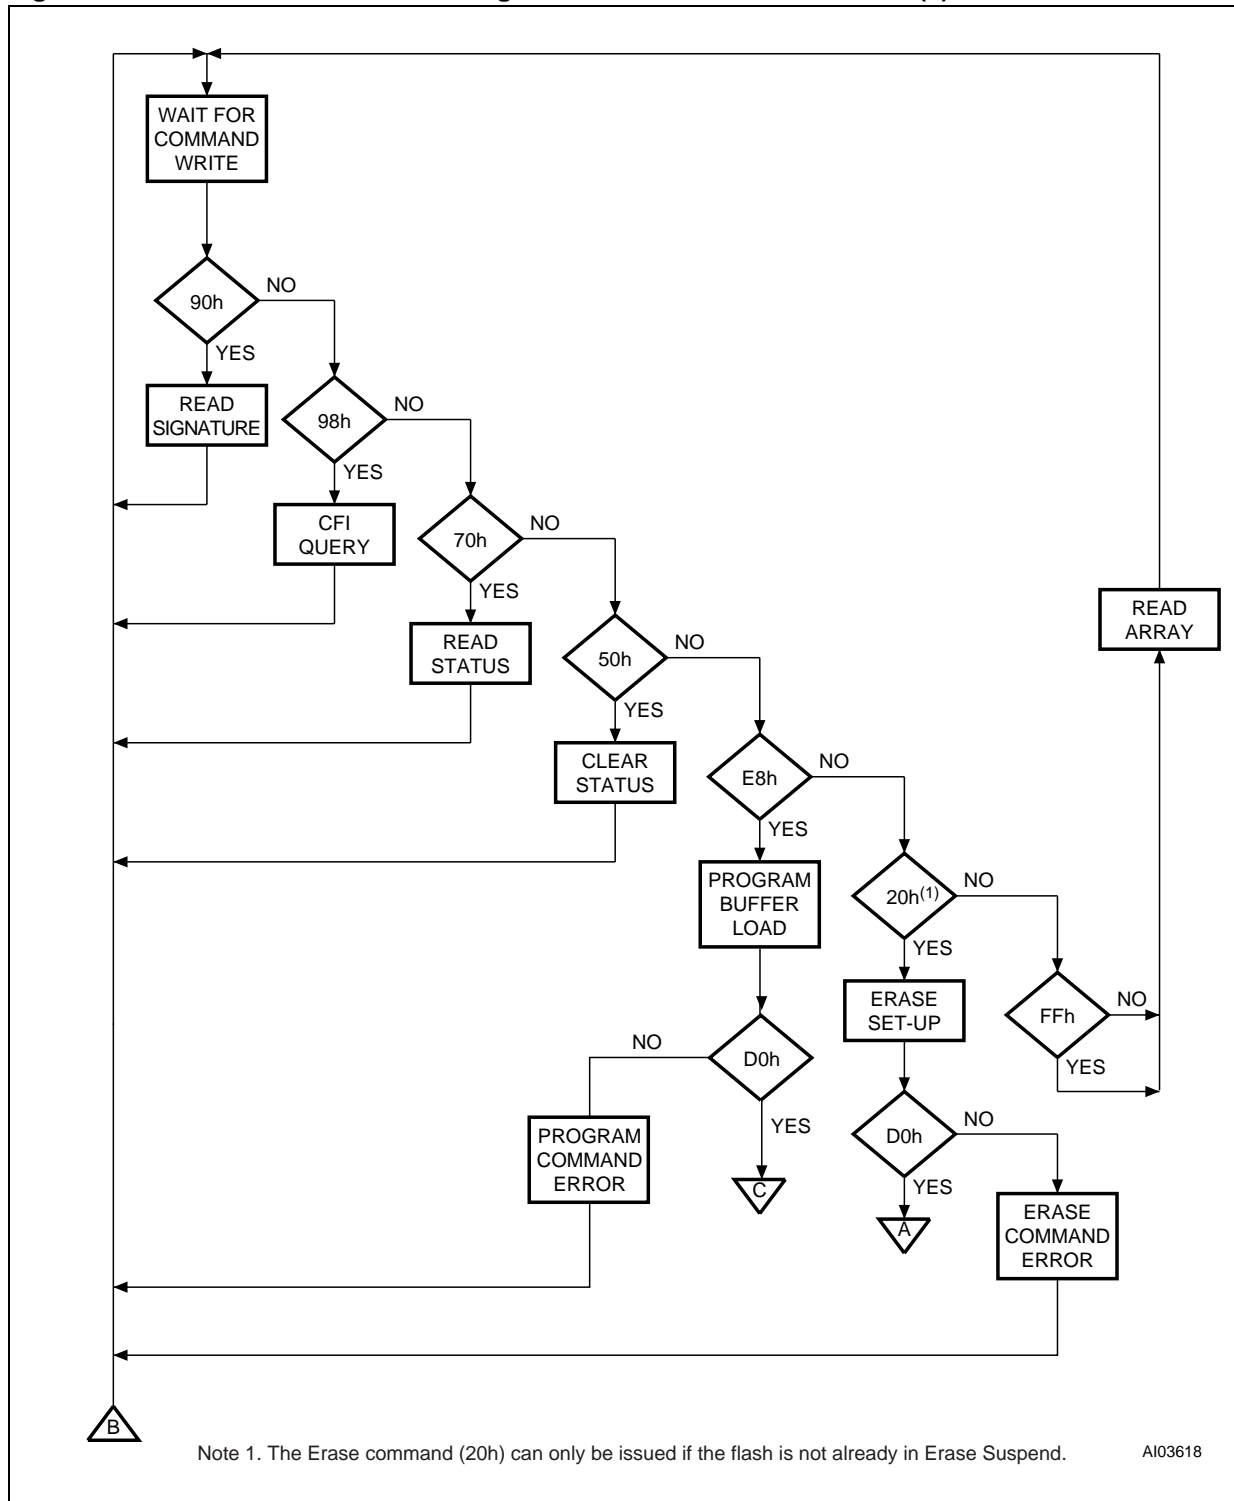 WAIT FOR
COMMAND
WRITE
90h
NO
YES
READ
SIGNATURE
98h
NO
YES
CFI
QUERY
70h
NO
YES
READ
STATUS
50h
NO
YES
CLEAR
STATUS
E8h
NO
YES
PROGRAM
BUFFER
LOAD
20h(1)
NO
YES
ERASE
SET-UP
FFh
NO
YES
READ
ARRAY
D0h
NO
YES
PROGRAM
COMMAND
ERROR
C
D0h
NO
YES
A
ERASE
COMMAND
ERROR
B
Note 1. The Erase command (20h) can only be issued if the flash is not already in Erase Suspend.
AI03618